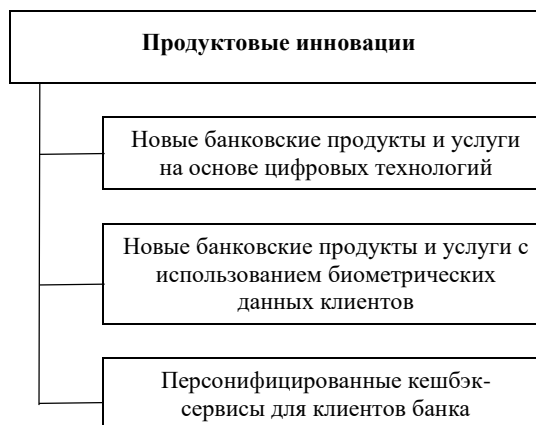 Продуктовые инновации
Новые банковские продукты и услуги
на основе цифровых технологий
Новые банковские продукты и услуги с
использованием биометрических
данных клиентов
Персонифицированные кешбэк-
сервисы для клиентов банка